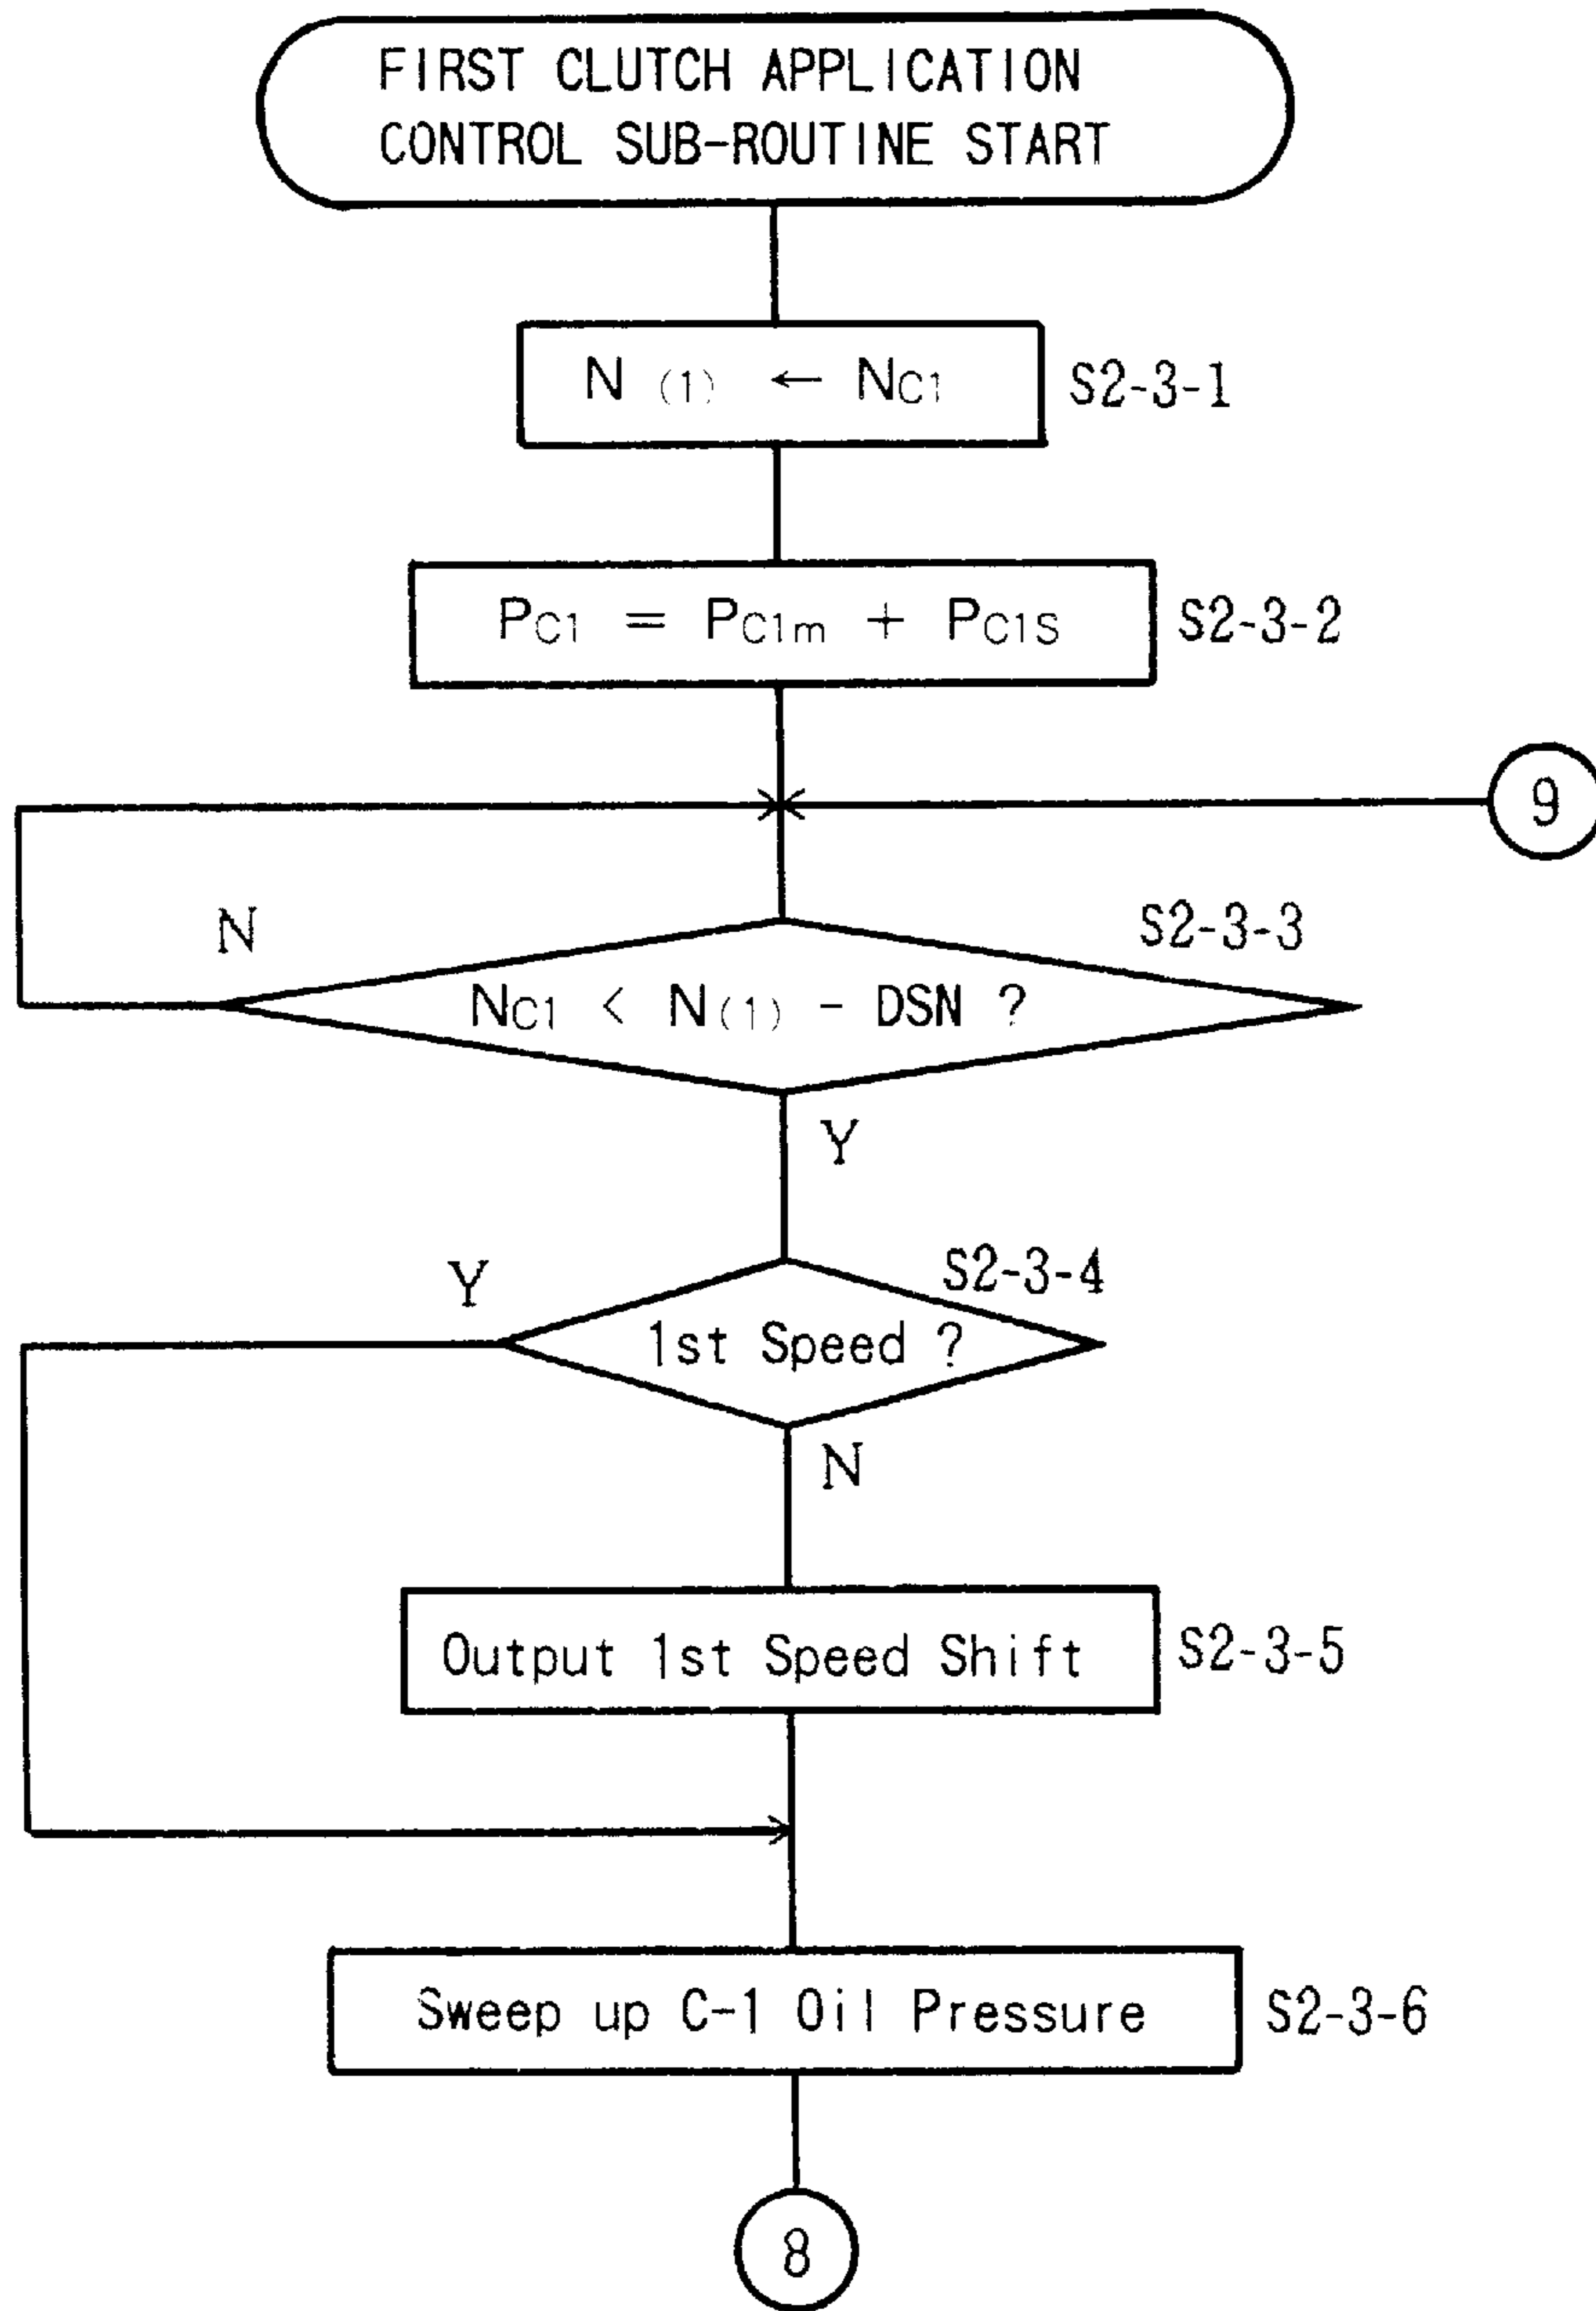 FIRST CLUTCH APPLICATION
CONTROL SUB-ROUTINE START
N (1) ← NC1
S2-3-1
PC1 = PC1m + PC1S
S2-3-2
9
N
S2-3-3
NC1 < N(1) - DSN ?
Y
Y
S2-3-4
1st Speed ?
N
Output 1st Speed Shift
S2-3-5
Sweep up C-1 Oil Pressure
S2-3-6
8